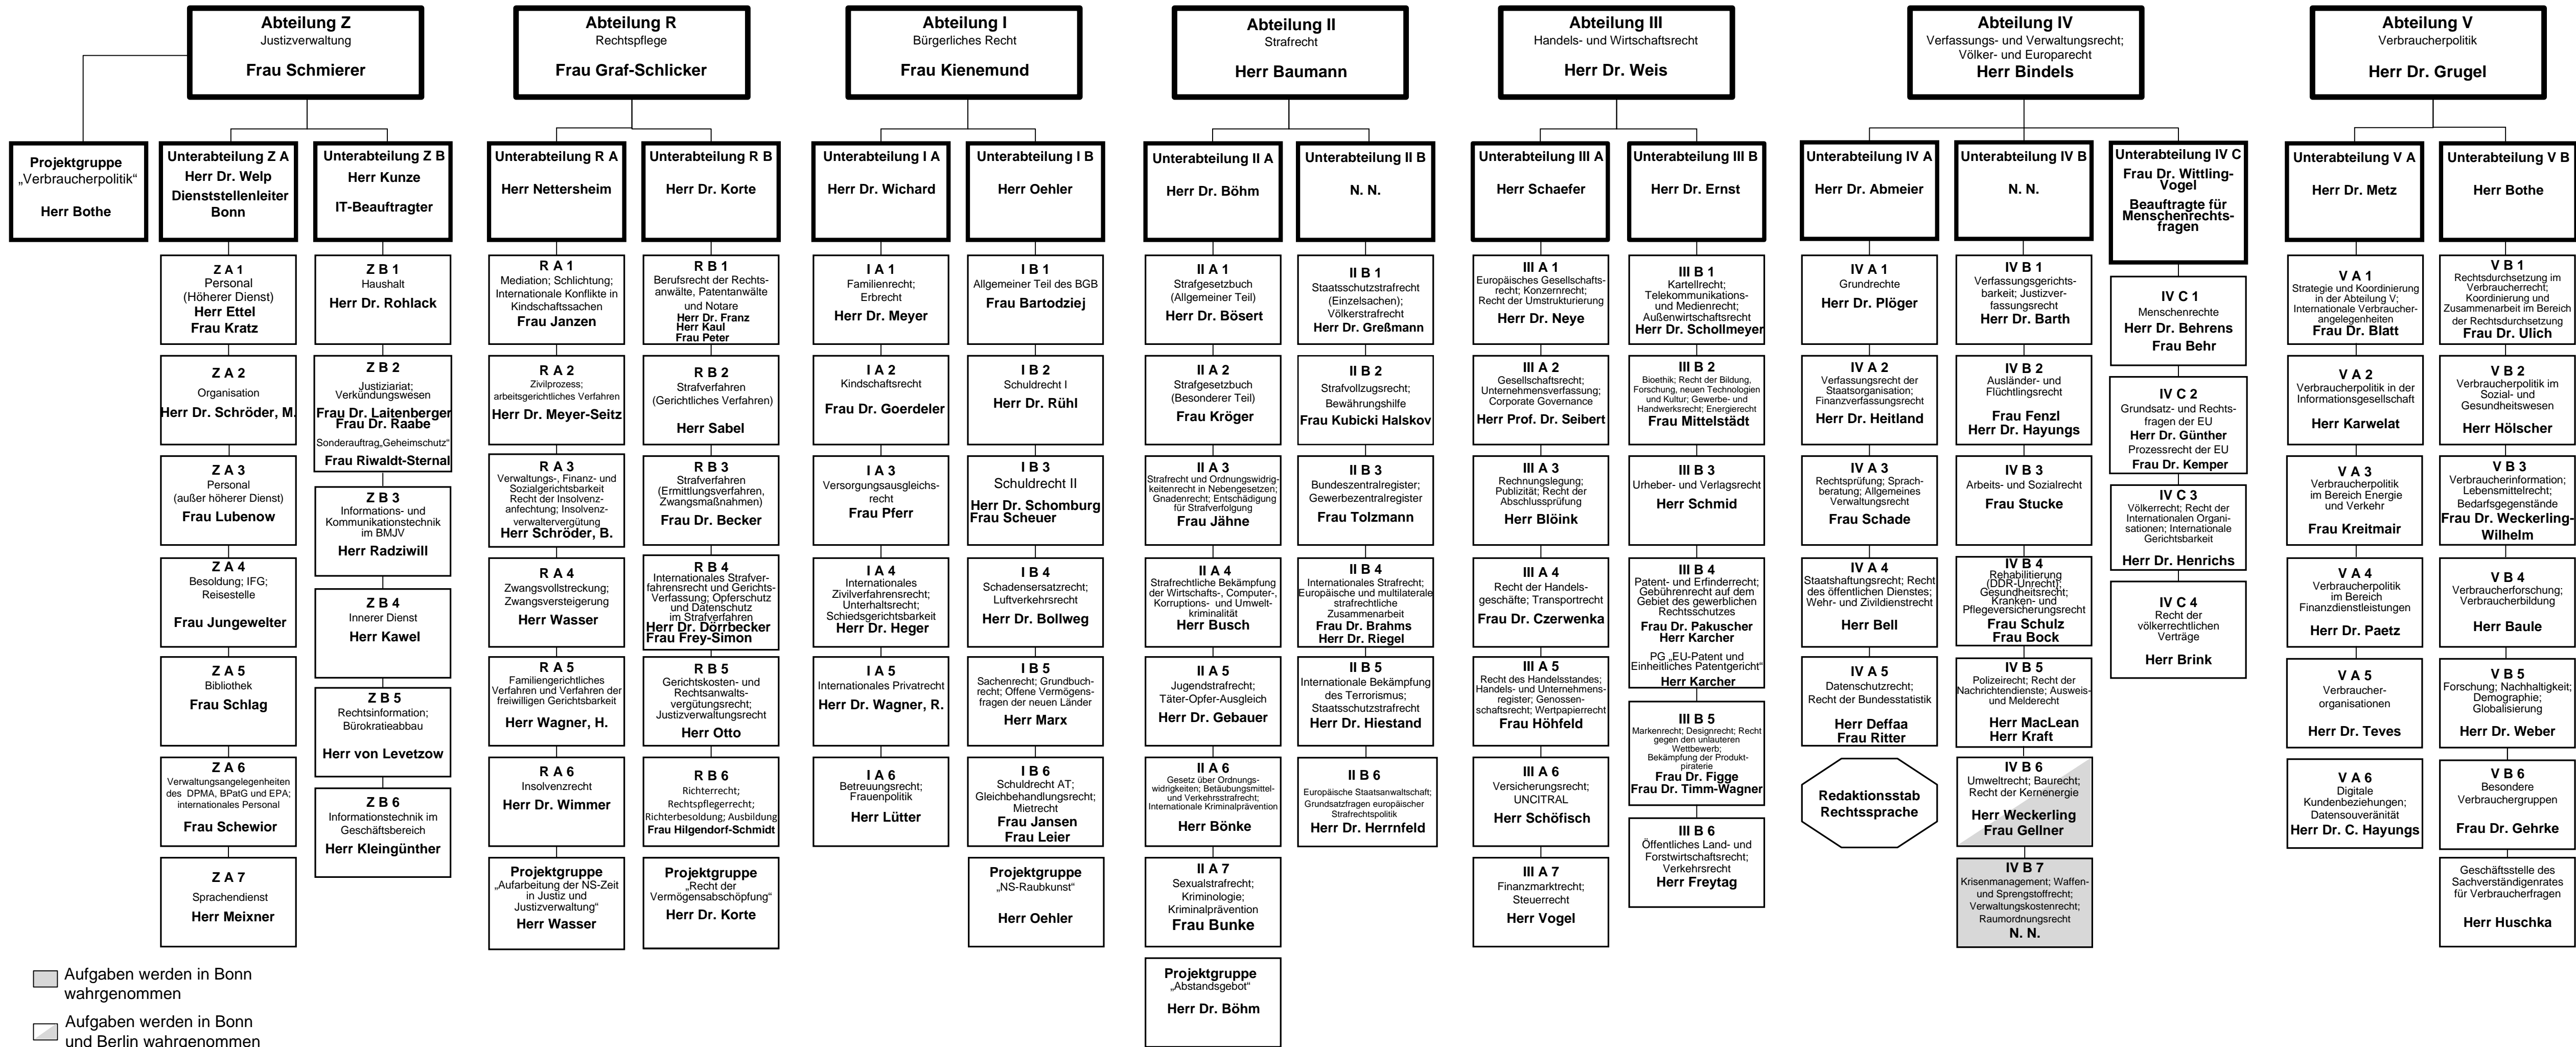 Abteilung Z
Justizverwaltung
Frau Schmierer
Projektgruppe
„Verbraucherpolitik“
Herr Bothe
Unterabteilung Z A
Herr Dr. Welp
Dienststellenleiter
Bonn
Z A 1
Personal
(Höherer Dienst)
Herr Ettel
Frau Kratz
Z A 2
Organisation
Herr Dr. Schröder, M.
Z A 3
Personal
(außer höherer Dienst)
Frau Lubenow
Z A 4
Besoldung; IFG;
Reisestelle
Frau Jungewelter
Z A 5
Bibliothek
Frau Schlag
Z A 6
Verwaltungsangelegenheiten
des DPMA, BPatG und EPA;
internationales Personal
Frau Schewior
Z A 7
Sprachendienst
Herr Meixner
Unterabteilung Z B
Herr Kunze
IT-Beauftragter
Z B 1
Haushalt
Herr Dr. Rohlack
Z B 2
Justiziariat;
Verkündungswesen
Frau Dr. Laitenberger
Frau Dr. Raabe
Sonderauftrag„Geheimschutz“
Frau Riwaldt-Sternal
Z B 3
Informations- und
Kommunikationstechnik
im BMJV
Herr Radziwill
Z B 4
Innerer Dienst
Herr Kawel
Z B 5
Rechtsinformation;
Bürokratieabbau
Herr von Levetzow
Z B 6
Informationstechnik im
Geschäftsbereich
Herr Kleingünther
Abteilung R
Rechtspflege
Frau Graf-Schlicker
Unterabteilung R A
Herr Nettersheim
R A 1
Mediation; Schlichtung;
Internationale Konflikte in
Kindschaftssachen
Frau Janzen
R A 2
Zivilprozess;
arbeitsgerichtliches Verfahren
Herr Dr. Meyer-Seitz
R A 3
Verwaltungs-, Finanz- und
Sozialgerichtsbarkeit
Recht der Insolvenz-
anfechtung; Insolvenz-
verwaltervergütung
Herr Schröder, B.
R A 4
Zwangsvollstreckung;
Zwangsversteigerung
Herr Wasser
R A 5
Familiengerichtliches
Verfahren und Verfahren der
freiwilligen Gerichtsbarkeit
Herr Wagner, H.
R A 6
Insolvenzrecht
Herr Dr. Wimmer
Projektgruppe
„Aufarbeitung der NS-Zeit
in Justiz und
Justizverwaltung“
Herr Wasser
Unterabteilung R B
Herr Dr. Korte
R B 1
Berufsrecht der Rechts-
anwälte, Patentanwälte
und Notare
Herr Dr. Franz
Herr Kaul
Frau Peter
R B 2
Strafverfahren
(Gerichtliches Verfahren)
Herr Sabel
R B 3
Strafverfahren
(Ermittlungsverfahren,
Zwangsmaßnahmen)
Frau Dr. Becker
R B 4
Internationales Strafver-
fahrensrecht und Gerichts-
Verfassung; Opferschutz
und Datenschutz
im Strafverfahren
Herr Dr. Dörrbecker
Frau Frey-Simon
R B 5
Gerichtskosten- und
Rechtsanwalts-
vergütungsrecht;
Justizverwaltungsrecht
Herr Otto
R B 6
Richterrecht;
Rechtspflegerrecht;
Richterbesoldung; Ausbildung
Frau Hilgendorf-Schmidt
Projektgruppe
„Recht der
Vermögensabschöpfung“
Herr Dr. Korte
Abteilung I
Bürgerliches Recht
Frau Kienemund
Unterabteilung I A
Herr Dr. Wichard
I A 1
Familienrecht;
Erbrecht
Herr Dr. Meyer
I A 2
Kindschaftsrecht
Frau Dr. Goerdeler
I A 3
Versorgungsausgleichs-
recht
Frau Pferr
I A 4
Internationales
Zivilverfahrensrecht;
Unterhaltsrecht;
Schiedsgerichtsbarkeit
Herr Dr. Heger
I A 5
Internationales Privatrecht
Herr Dr. Wagner, R.
I A 6
Betreuungsrecht;
Frauenpolitik
Herr Lütter
Unterabteilung I B
Herr Oehler
I B 1
Allgemeiner Teil des BGB
Frau Bartodziej
I B 2
Schuldrecht I
Herr Dr. Rühl
I B 3
Schuldrecht II
Herr Dr. Schomburg
Frau Scheuer
I B 4
Schadensersatzrecht;
Luftverkehrsrecht
Herr Dr. Bollweg
I B 5
Sachenrecht; Grundbuch-
recht; Offene Vermögens-
fragen der neuen Länder
Herr Marx
I B 6
Schuldrecht AT;
Gleichbehandlungsrecht;
Mietrecht
Frau Jansen
Frau Leier
Projektgruppe
„NS-Raubkunst“
Herr Oehler
Abteilung II
Strafrecht
Herr Baumann
Unterabteilung II A
Herr Dr. Böhm
II A 1
Strafgesetzbuch
(Allgemeiner Teil)
Herr Dr. Bösert
II A 2
Strafgesetzbuch
(Besonderer Teil)
Frau Kröger
II A 3
Strafrecht und Ordnungswidrig-
keitenrecht in Nebengesetzen;
Gnadenrecht; Entschädigung
für Strafverfolgung
Frau Jähne
II A 4
Strafrechtliche Bekämpfung
der Wirtschafts-, Computer-,
Korruptions- und Umwelt-
kriminalität
Herr Busch
II A 5
Jugendstrafrecht;
Täter-Opfer-Ausgleich
Herr Dr. Gebauer
II A 6
Gesetz über Ordnungs-
widrigkeiten; Betäubungsmittel-
und Verkehrsstrafrecht;
Internationale Kriminalprävention
Herr Bönke
II A 7
Sexualstrafrecht;
Kriminologie;
Kriminalprävention
Frau Bunke
Projektgruppe
„Abstandsgebot“
Herr Dr. Böhm
Unterabteilung II B
N. N.
II B 1
Staatsschutzstrafrecht
(Einzelsachen);
Völkerstrafrecht
Herr Dr. Greßmann
II B 2
Strafvollzugsrecht;
Bewährungshilfe
Frau Kubicki Halskov
II B 3
Bundeszentralregister;
Gewerbezentralregister
Frau Tolzmann
II B 4
Internationales Strafrecht;
Europäische und multilaterale
strafrechtliche
Zusammenarbeit
Frau Dr. Brahms
Herr Dr. Riegel
II B 5
Internationale Bekämpfung
des Terrorismus;
Staatsschutzstrafrecht
Herr Dr. Hiestand
II B 6
Europäische Staatsanwaltschaft;
Grundsatzfragen europäischer
Strafrechtspolitik
Herr Dr. Herrnfeld
Abteilung III
Handels- und Wirtschaftsrecht
Herr Dr. Weis
Unterabteilung III A
Herr Schaefer
III A 1
Europäisches Gesellschafts-
recht; Konzernrecht;
Recht der Umstrukturierung
Herr Dr. Neye
III A 2
Gesellschaftsrecht;
Unternehmensverfassung;
Corporate Governance
Herr Prof. Dr. Seibert
III A 3
Rechnungslegung;
Publizität; Recht der
Abschlussprüfung
Herr Blöink
III A 4
Recht der Handels-
geschäfte; Transportrecht
Frau Dr. Czerwenka
III A 5
Recht des Handelsstandes;
Handels- und Unternehmens-
register; Genossen-
schaftsrecht; Wertpapierrecht
Frau Höhfeld
III A 6
Versicherungsrecht;
UNCITRAL
Herr Schöfisch
III A 7
Finanzmarktrecht;
Steuerrecht
Herr Vogel
Unterabteilung III B
Herr Dr. Ernst
III B 1
Kartellrecht;
Telekommunikations-
und Medienrecht;
Außenwirtschaftsrecht
Herr Dr. Schollmeyer
III B 2
Bioethik; Recht der Bildung,
Forschung, neuen Technologien
und Kultur; Gewerbe- und
Handwerksrecht; Energierecht
Frau Mittelstädt
III B 3
Urheber- und Verlagsrecht
Herr Schmid
III B 4
Patent- und Erfinderrecht;
Gebührenrecht auf dem
Gebiet des gewerblichen
Rechtsschutzes
Frau Dr. Pakuscher
Herr Karcher
PG „EU-Patent und
Einheitliches Patentgericht“
Herr Karcher
III B 5
Markenrecht; Designrecht; Recht
gegen den unlauteren
Wettbewerb;
Bekämpfung der Produkt-
piraterie
Frau Dr. Figge
Frau Dr. Timm-Wagner
III B 6
Öffentliches Land- und
Forstwirtschaftsrecht;
Verkehrsrecht
Herr Freytag
Abteilung IV
Verfassungs- und Verwaltungsrecht;
Völker- und Europarecht
Herr Bindels
Unterabteilung IV A
Herr Dr. Abmeier
IV A 1
Grundrechte
Herr Dr. Plöger
IV A 2
Verfassungsrecht der
Staatsorganisation;
Finanzverfassungsrecht
Herr Dr. Heitland
IV A 3
Rechtsprüfung; Sprach-
beratung; Allgemeines
Verwaltungsrecht
Frau Schade
IV A 4
Staatshaftungsrecht; Recht
des öffentlichen Dienstes;
Wehr- und Zivildienstrecht
Herr Bell
IV A 5
Datenschutzrecht;
Recht der Bundesstatistik
Herr Deffaa
Frau Ritter
Redaktionsstab
Rechtssprache
Unterabteilung IV B
N. N.
IV B 1
Verfassungsgerichts-
barkeit; Justizver-
fassungsrecht
Herr Dr. Barth
IV B 2
Ausländer- und
Flüchtlingsrecht
Frau Fenzl
Herr Dr. Hayungs
IV B 3
Arbeits- und Sozialrecht
Frau Stucke
IV B 4
Rehabilitierung
(DDR-Unrecht);
Gesundheitsrecht;
Kranken- und
Pflegeversicherungsrecht
Frau Schulz
Frau Bock
IV B 5
Polizeirecht; Recht der
Nachrichtendienste; Ausweis-
und Melderecht
Herr MacLean
Herr Kraft
IV B 6
Umweltrecht; Baurecht;
Recht der Kernenergie
Herr Weckerling
Frau Gellner
IV B 7
Krisenmanagement; Waffen-
und Sprengstoffrecht;
Verwaltungskostenrecht;
Raumordnungsrecht
N. N.
Unterabteilung IV C
Frau Dr. Wittling-
Vogel
Beauftragte für
Menschenrechts-
fragen
IV C 1
Menschenrechte
Herr Dr. Behrens
Frau Behr
IV C 2
Grundsatz- und Rechts-
fragen der EU
Herr Dr. Günther
Prozessrecht der EU
Frau Dr. Kemper
IV C 3
Völkerrecht; Recht der
Internationalen Organi-
sationen; Internationale
Gerichtsbarkeit
Herr Dr. Henrichs
IV C 4
Recht der
völkerrechtlichen
Verträge
Herr Brink
Abteilung V
Verbraucherpolitik
Herr Dr. Grugel
Unterabteilung V A
Herr Dr. Metz
V A 1
Strategie und Koordinierung
in der Abteilung V;
Internationale Verbraucher-
angelegenheiten
Frau Dr. Blatt
V A 2
Verbraucherpolitik in der
Informationsgesellschaft
Herr Karwelat
V A 3
Verbraucherpolitik
im Bereich Energie
und Verkehr
Frau Kreitmair
V A 4
Verbraucherpolitik
im Bereich
Finanzdienstleistungen
Herr Dr. Paetz
V A 5
Verbraucher-
organisationen
Herr Dr. Teves
V A 6
Digitale
Kundenbeziehungen;
Datensouveränität
Herr Dr. C. Hayungs
Unterabteilung V B
Herr Bothe
V B 1
Rechtsdurchsetzung im
Verbraucherrecht;
Koordinierung und
Zusammenarbeit im Bereich
der Rechtsdurchsetzung
Frau Dr. Ulich
V B 2
Verbraucherpolitik im
Sozial- und
Gesundheitswesen
Herr Hölscher
V B 3
Verbraucherinformation;
Lebensmittelrecht;
Bedarfsgegenstände
Frau Dr. Weckerling-
Wilhelm
V B 4
Verbraucherforschung;
Verbraucherbildung
Herr Baule
V B 5
Forschung; Nachhaltigkeit;
Demographie;
Globalisierung
Herr Dr. Weber
V B 6
Besondere
Verbrauchergruppen
Frau Dr. Gehrke
Geschäftsstelle des
Sachverständigenrates
für Verbraucherfragen
Herr Huschka
Aufgaben werden in Bonn
wahrgenommen
Aufgaben werden in Bonn
und Berlin wahrgenommen